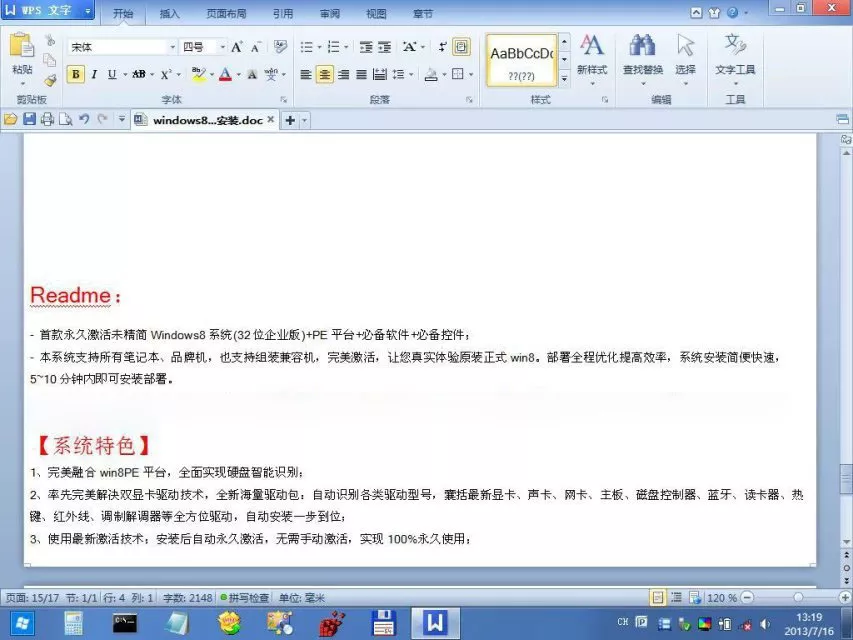 WPS 文字
开始 插入 页面布局 引用 审阅 视图 章节
宋体 四号
AaBbCcDc
粘贴 B I U AB X² A A ??(??) 新样式 查找替换 选择 文字工具
剪贴板 字体 段落 样式 编辑 工具
windows8...安装.doc
Readme：
- 首款永久激活未精简 Windows8 系统(32 位企业版)+PE 平台+必备软件+必备控件；
- 本系统支持所有笔记本、品牌机，也支持组装兼容机，完美激活，让您真实体验原装正式 win8。部署全程优化提高效率，系统安装简便快速，
5~10 分钟内即可安装部署。
【系统特色】
1、完美融合 win8PE 平台，全面实现硬盘智能识别；
2、率先完美解决双显卡驱动技术，全新海量驱动包：自动识别各类驱动型号，囊括最新显卡、声卡、网卡、主板、磁盘控制器、蓝牙、读卡器、热
键、红外线、调制解调器等全方位驱动，自动安装一步到位；
3、使用最新激活技术：安装后自动永久激活，无需手动激活，实现 100%永久使用；
页面: 15/17 节: 1/1 行: 4 列: 1 字数: 2148 拼写检查 单位: 毫米 120 %
CH 13:19
2013/7/16